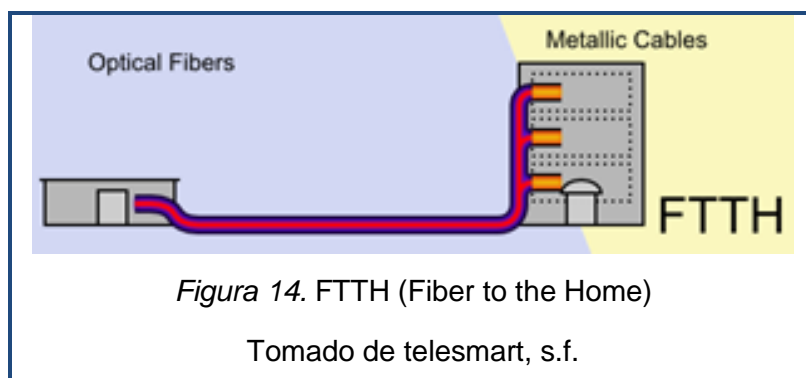 Metallic Cables
Optical Fibers
FTTH
Figura 14. FTTH (Fiber to the Home)
Tomado de telesmart, s.f.